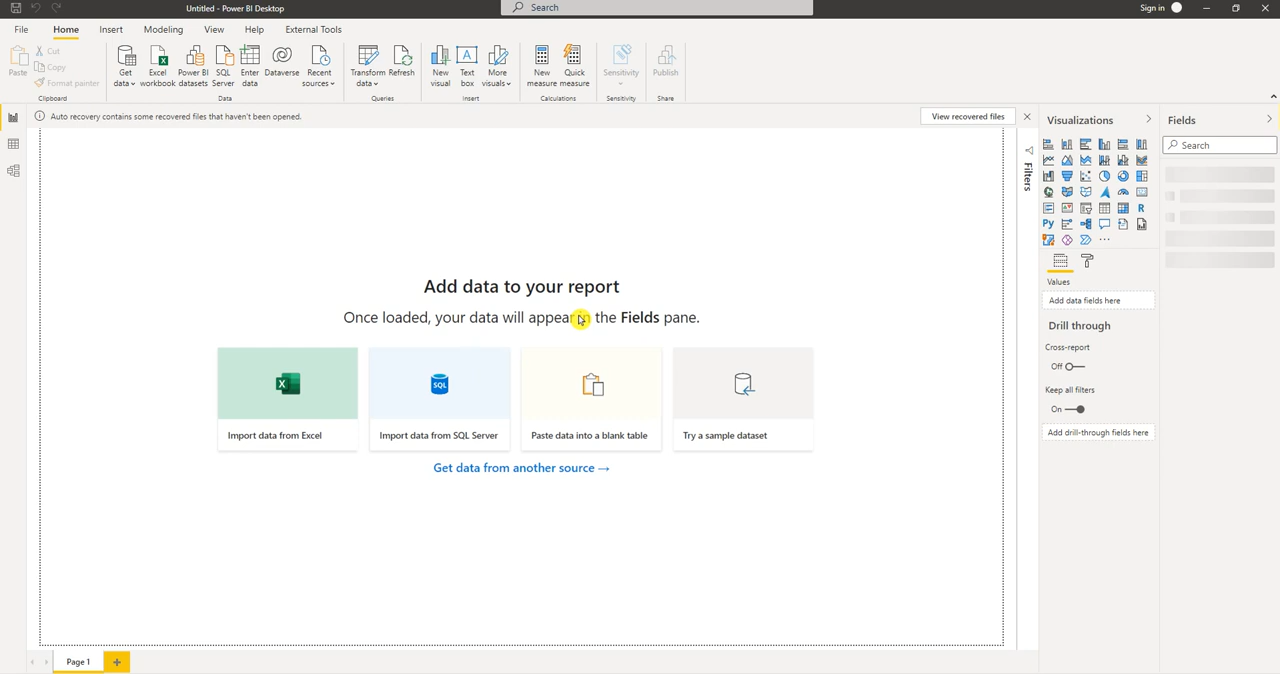 Untitled - Power BI Desktop
Search
Sign in
File
Home
Insert
Modeling
View
Help
External Tools
Paste
Cut
Copy
Format painter
Clipboard
Get data
Excel workbook
Power BI datasets
SQL Server
Enter data
Dataverse
Recent sources
Data
Transform data
Refresh
Queries
New visual
Text box
More visuals
Insert
New measure
Quick measure
Calculations
Sensitivity
Sensitivity
Publish
Share
Auto recovery contains some recovered files that haven't been opened.
View recovered files
Add data to your report
Once loaded, your data will appear in the Fields pane.
Import data from Excel
Import data from SQL Server
Paste data into a blank table
Try a sample dataset
Get data from another source →
Filters
Visualizations
R
Py
Values
Add data fields here
Drill through
Cross-report
Off
Keep all filters
On
Add drill-through fields here
Fields
Search
Page 1